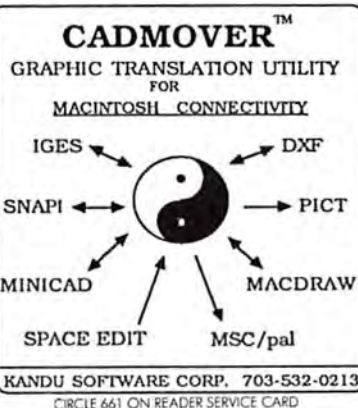 CADMOVER™
GRAPHIC TRANSLATION UTILITY
FOR
MACINTOSH CONNECTIVITY
IGES DXF
SNAPI PICT
MINICAD MACDRAW
SPACE EDIT MSC/pal
KANDU SOFTWARE CORP, 703-532-0213
CIRCLE 661 ON READER SERVICE CARD